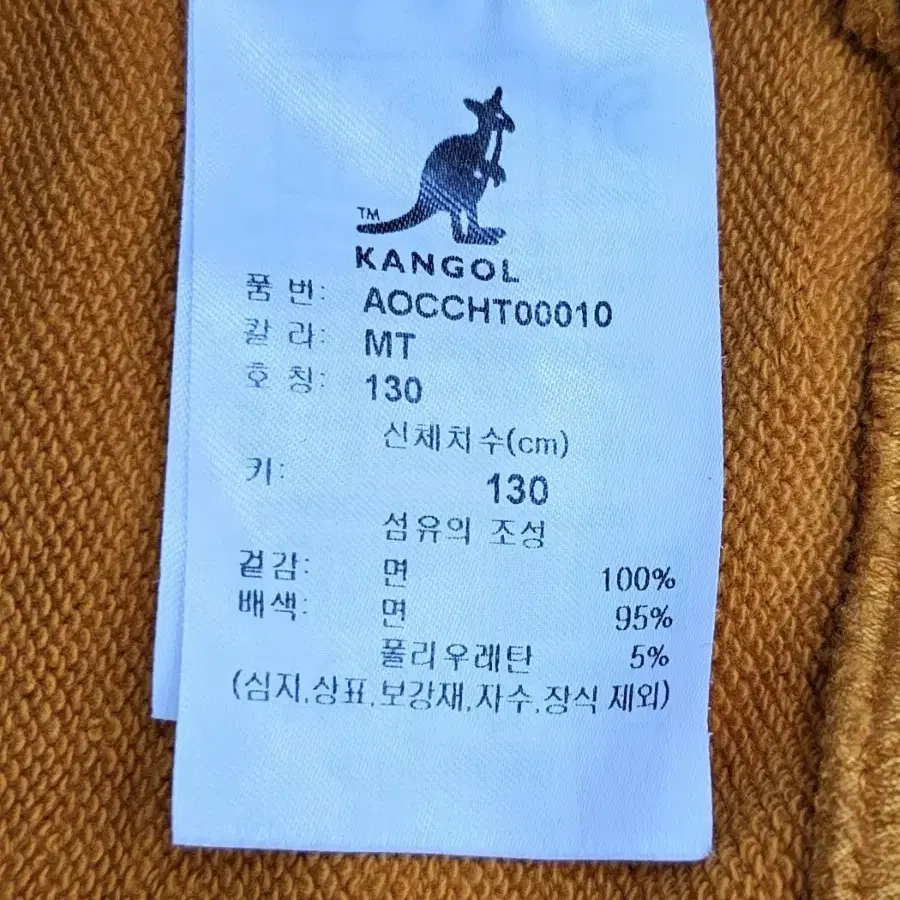 TM
KANGOL
품 번: AOCCHT00010
칼 라: MT
호 칭: 130
신체치수(cm)
키: 130
섬유의 조성
겉감: 면 100%
배색: 면 95%
폴리우레탄 5%
(심지,상표,보강재,자수,장식 제외)